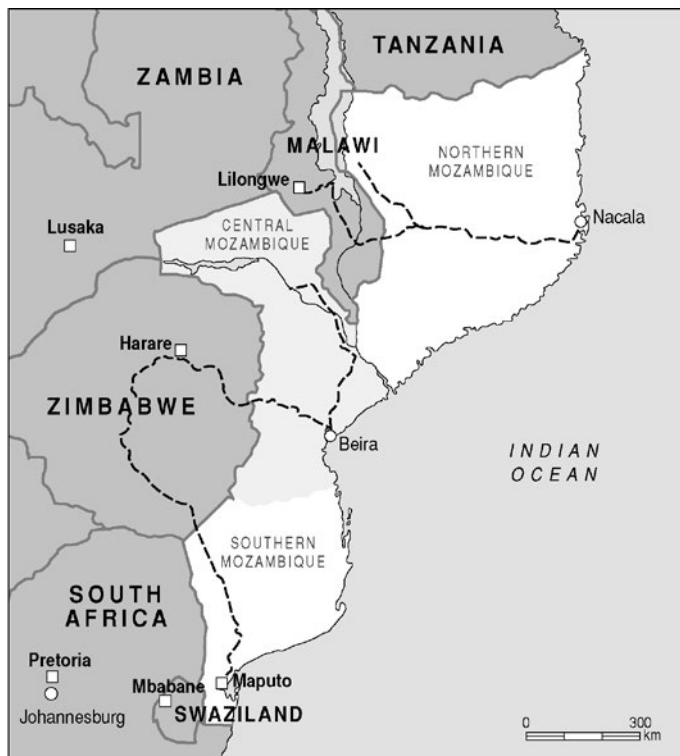 TANZANIA
ZAMBIA
MALAWI
NORTHERN
MOZAMBIQUE
Lilongwe
Nacala
CENTRAL
MOZAMBIQUE
Lusaka
Harare
ZIMBABWE
Beira
INDIAN
OCEAN
SOUTHERN
MOZAMBIQUE
SOUTH
AFRICA
Pretoria
Mbabane
Maputo
Johannesburg
SWAZILAND
0
300
km